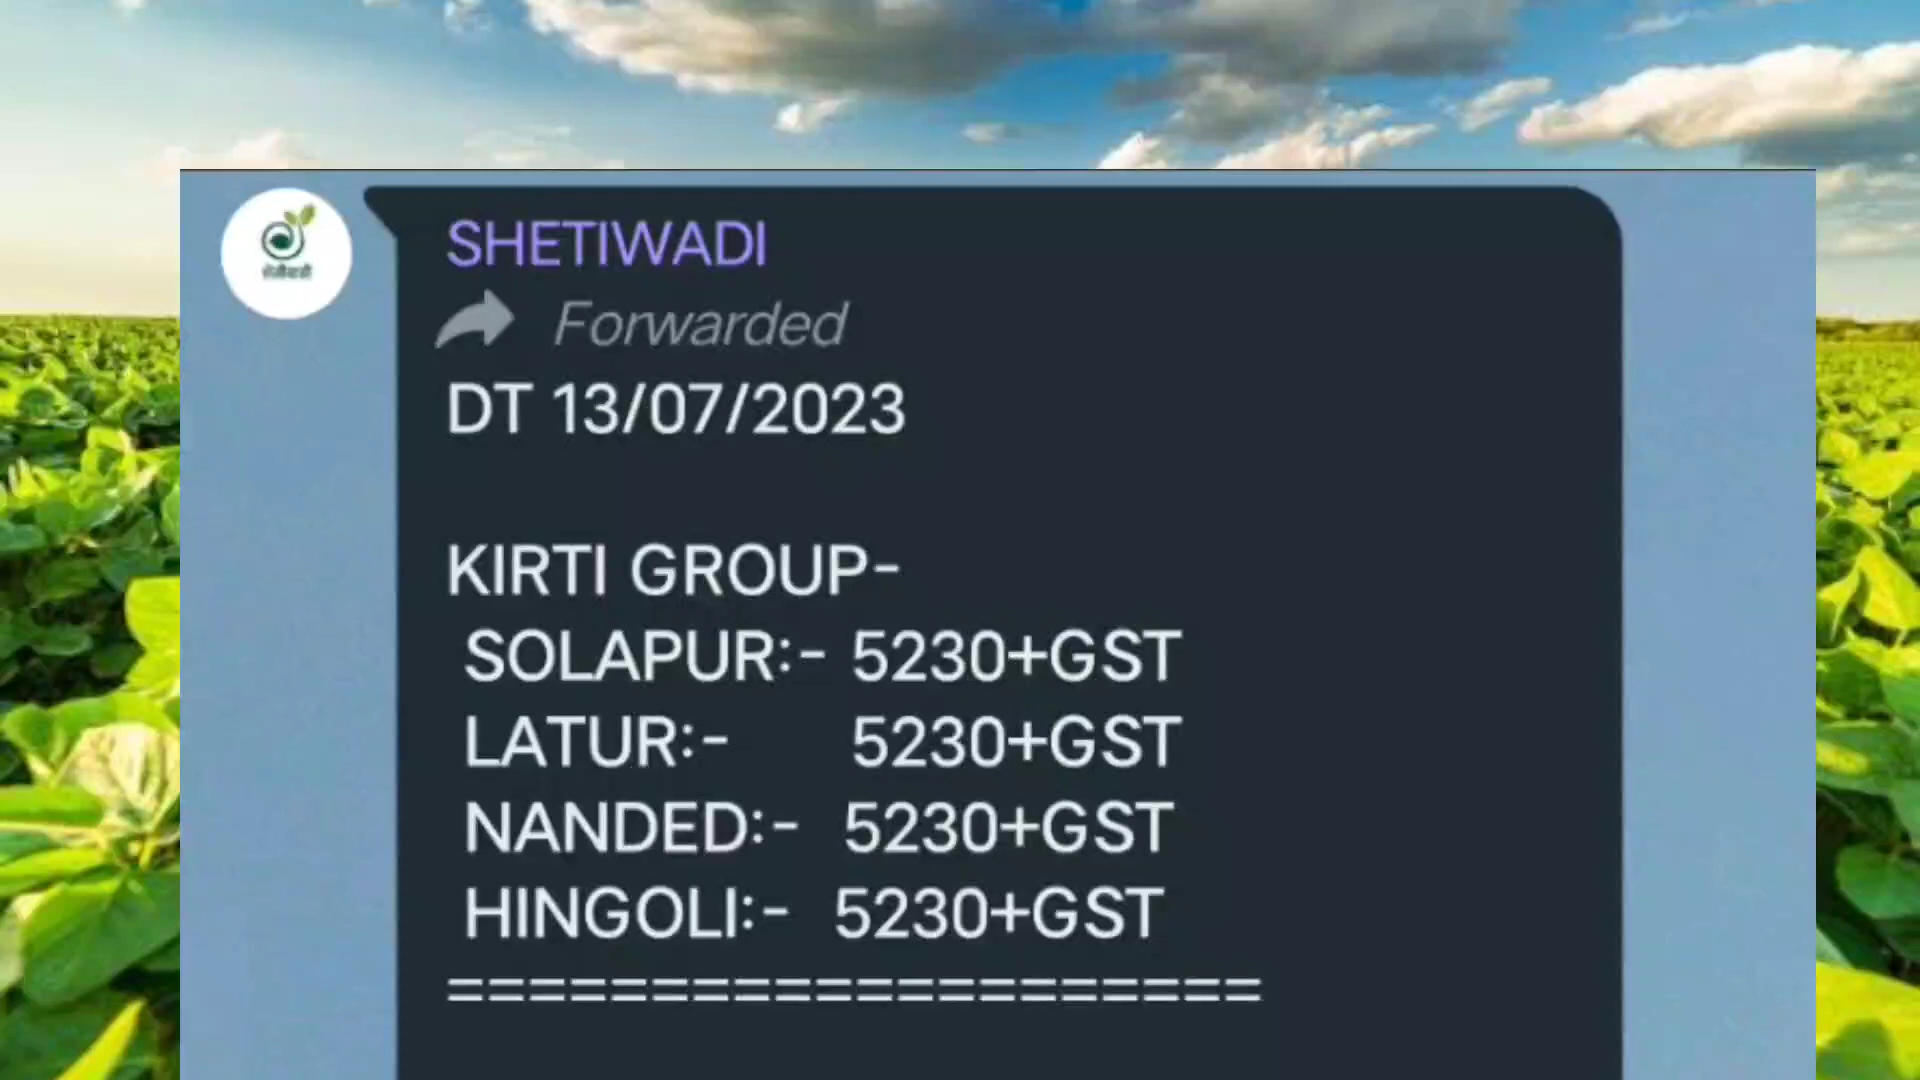 SHETIWADI
Forwarded
DT 13/07/2023
KIRTI GROUP-
SOLAPUR:- 5230+GST
LATUR:- 5230+GST
NANDED:- 5230+GST
HINGOLI:- 5230+GST
====================